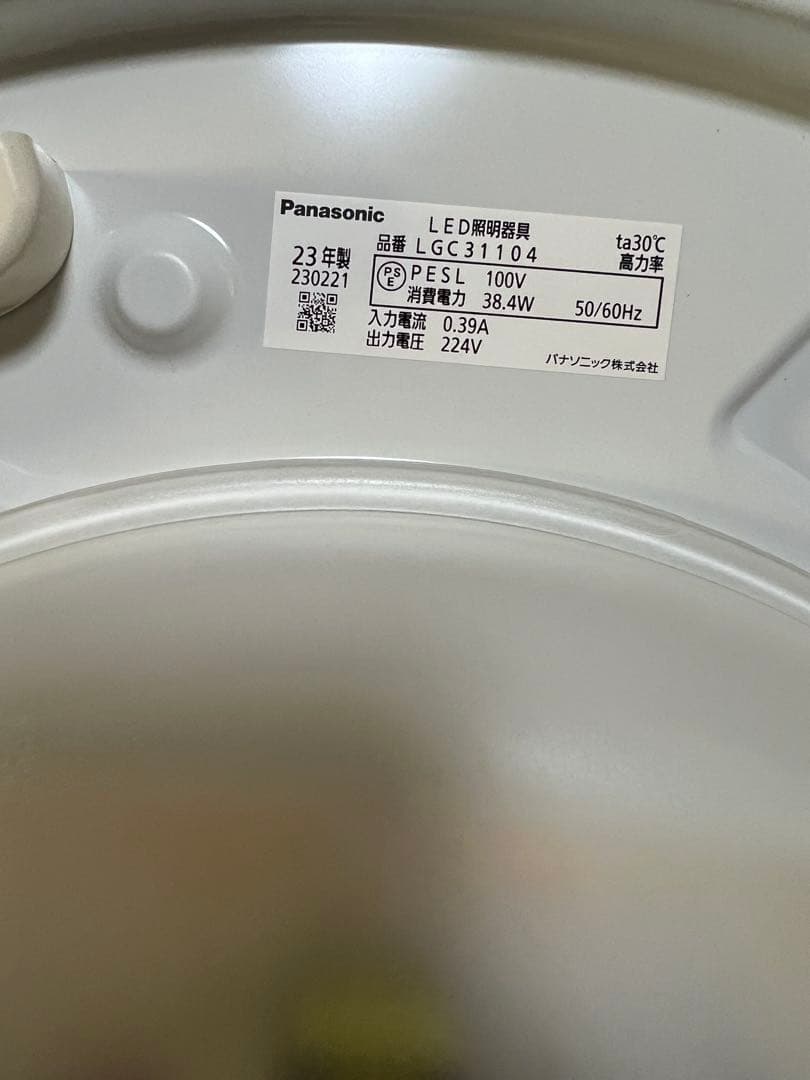 Panasonic
LED照明器具
ta30℃
23年製
品番 LGC31104
高力率
230221
PSE PESL 100V
消費電力 38.4W 50/60Hz
入力電流 0.39A
出力電圧 224V
パナソニック株式会社